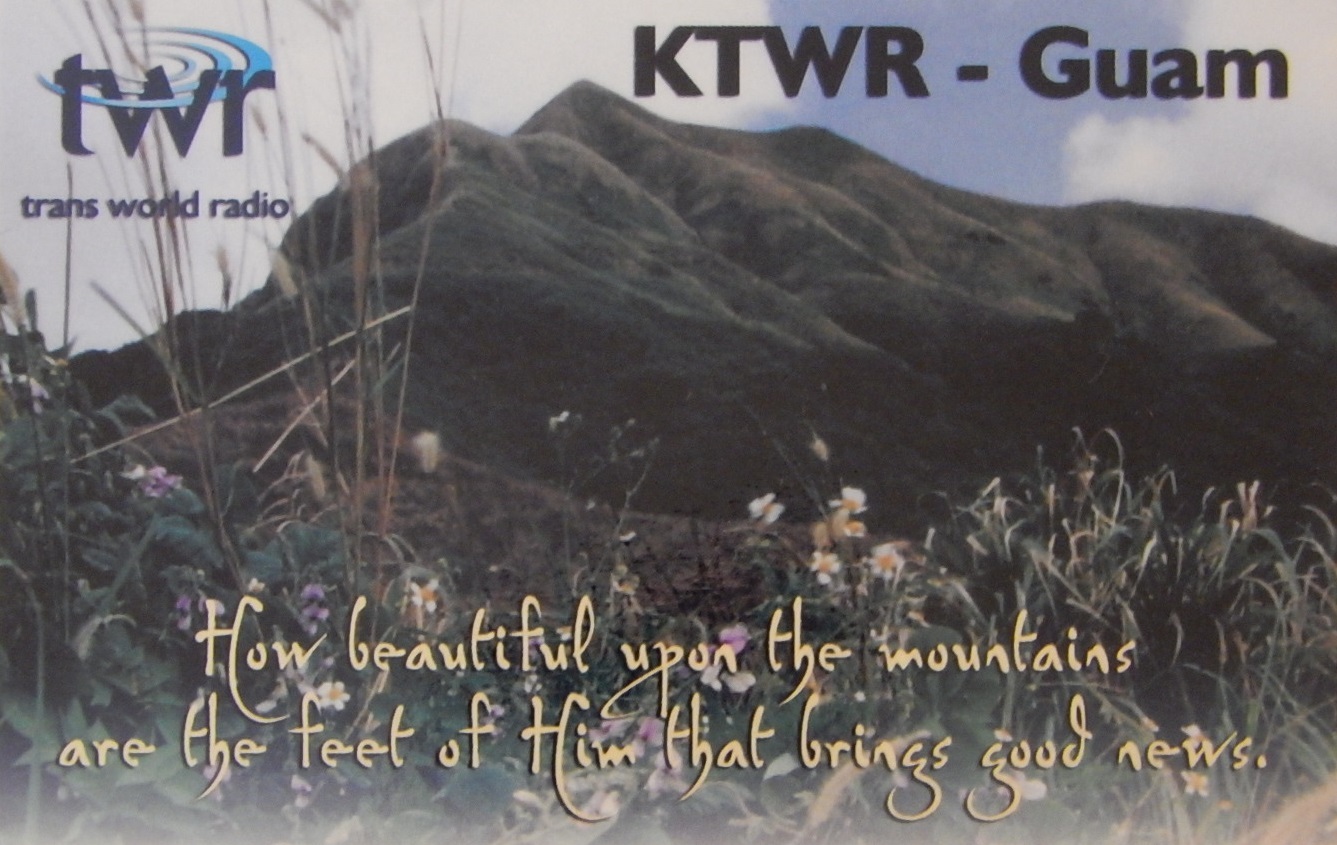 twr
trans world radio
KTWR - Guam
How beautiful upon the mountains
are the feet of Him that brings good news.